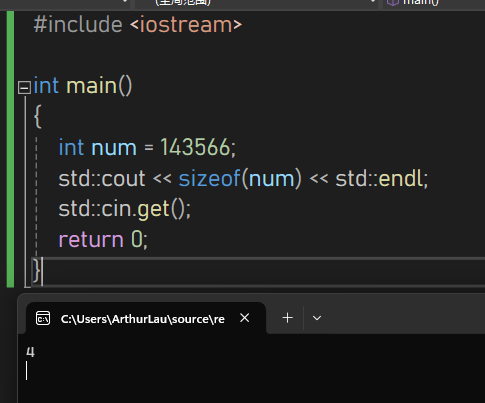 (全局范围) main()
#include <iostream>
int main()
{
int num = 143566;
std::cout << sizeof(num) << std::endl;
std::cin.get();
return 0;
}
C:\Users\ArthurLau\source\re
4